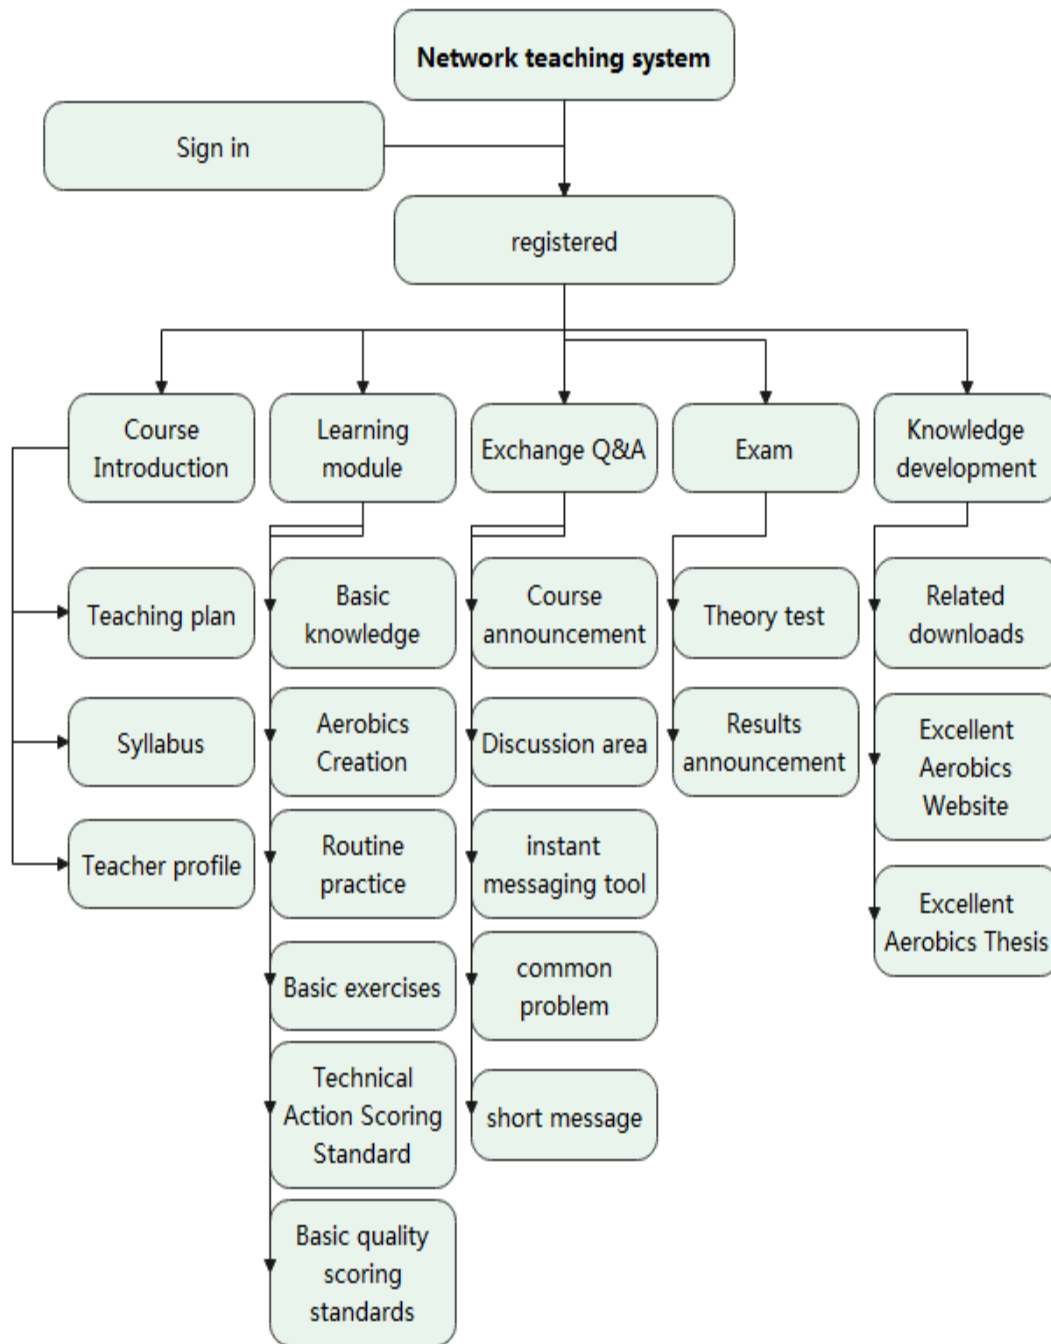 Network teaching system
Sign in
registered
Course
Introduction
Learning
module
Exchange Q&A
Exam
Knowledge
development
Teaching plan
Syllabus
Teacher profile
Basic
knowledge
Aerobics
Creation
Routine
practice
Basic exercises
Technical
Action Scoring
Standard
Basic quality
scoring
standards
Course
announcement
Discussion area
instant
messaging tool
common
problem
short message
Theory test
Results
announcement
Related
downloads
Excellent
Aerobics
Website
Excellent
Aerobics Thesis